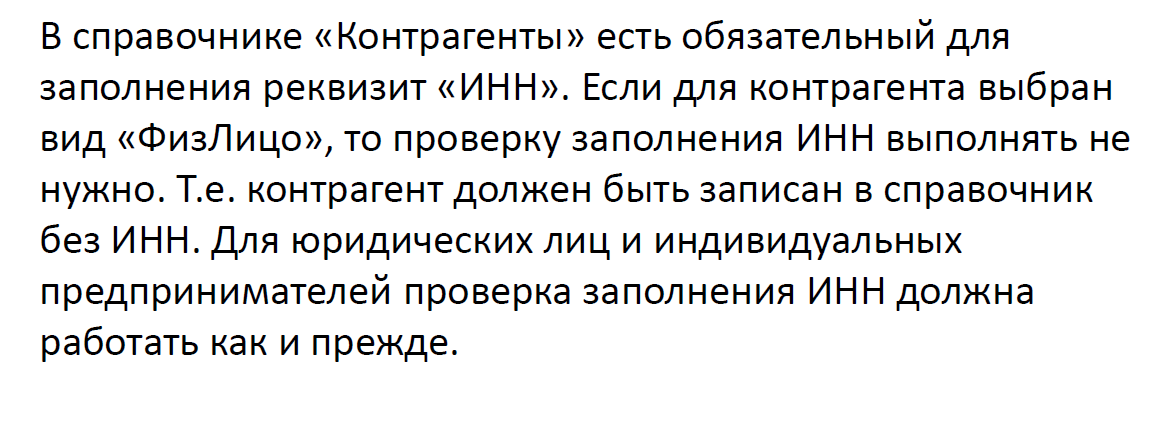 В справочнике «Контрагенты» есть обязательный для
заполнения реквизит «ИНН». Если для контрагента выбран
вид «ФизЛицо», то проверку заполнения ИНН выполнять не
нужно. Т.е. контрагент должен быть записан в справочник
без ИНН. Для юридических лиц и индивидуальных
предпринимателей проверка заполнения ИНН должна
работать как и прежде.